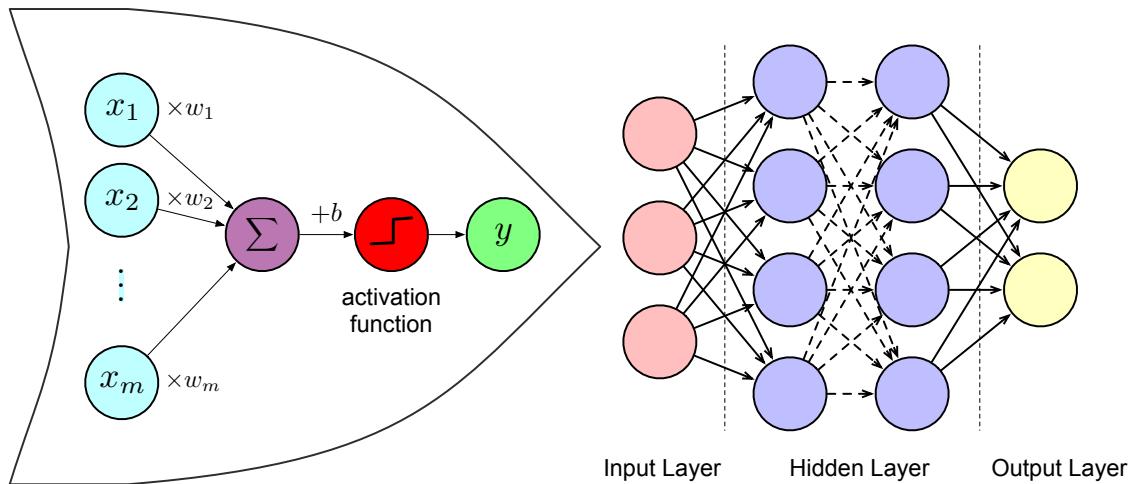 x₁ ×w₁
x₂ ×w₂
⋮
xₘ ×wₘ
∑ +b y
activation
function
Input Layer Hidden Layer Output Layer